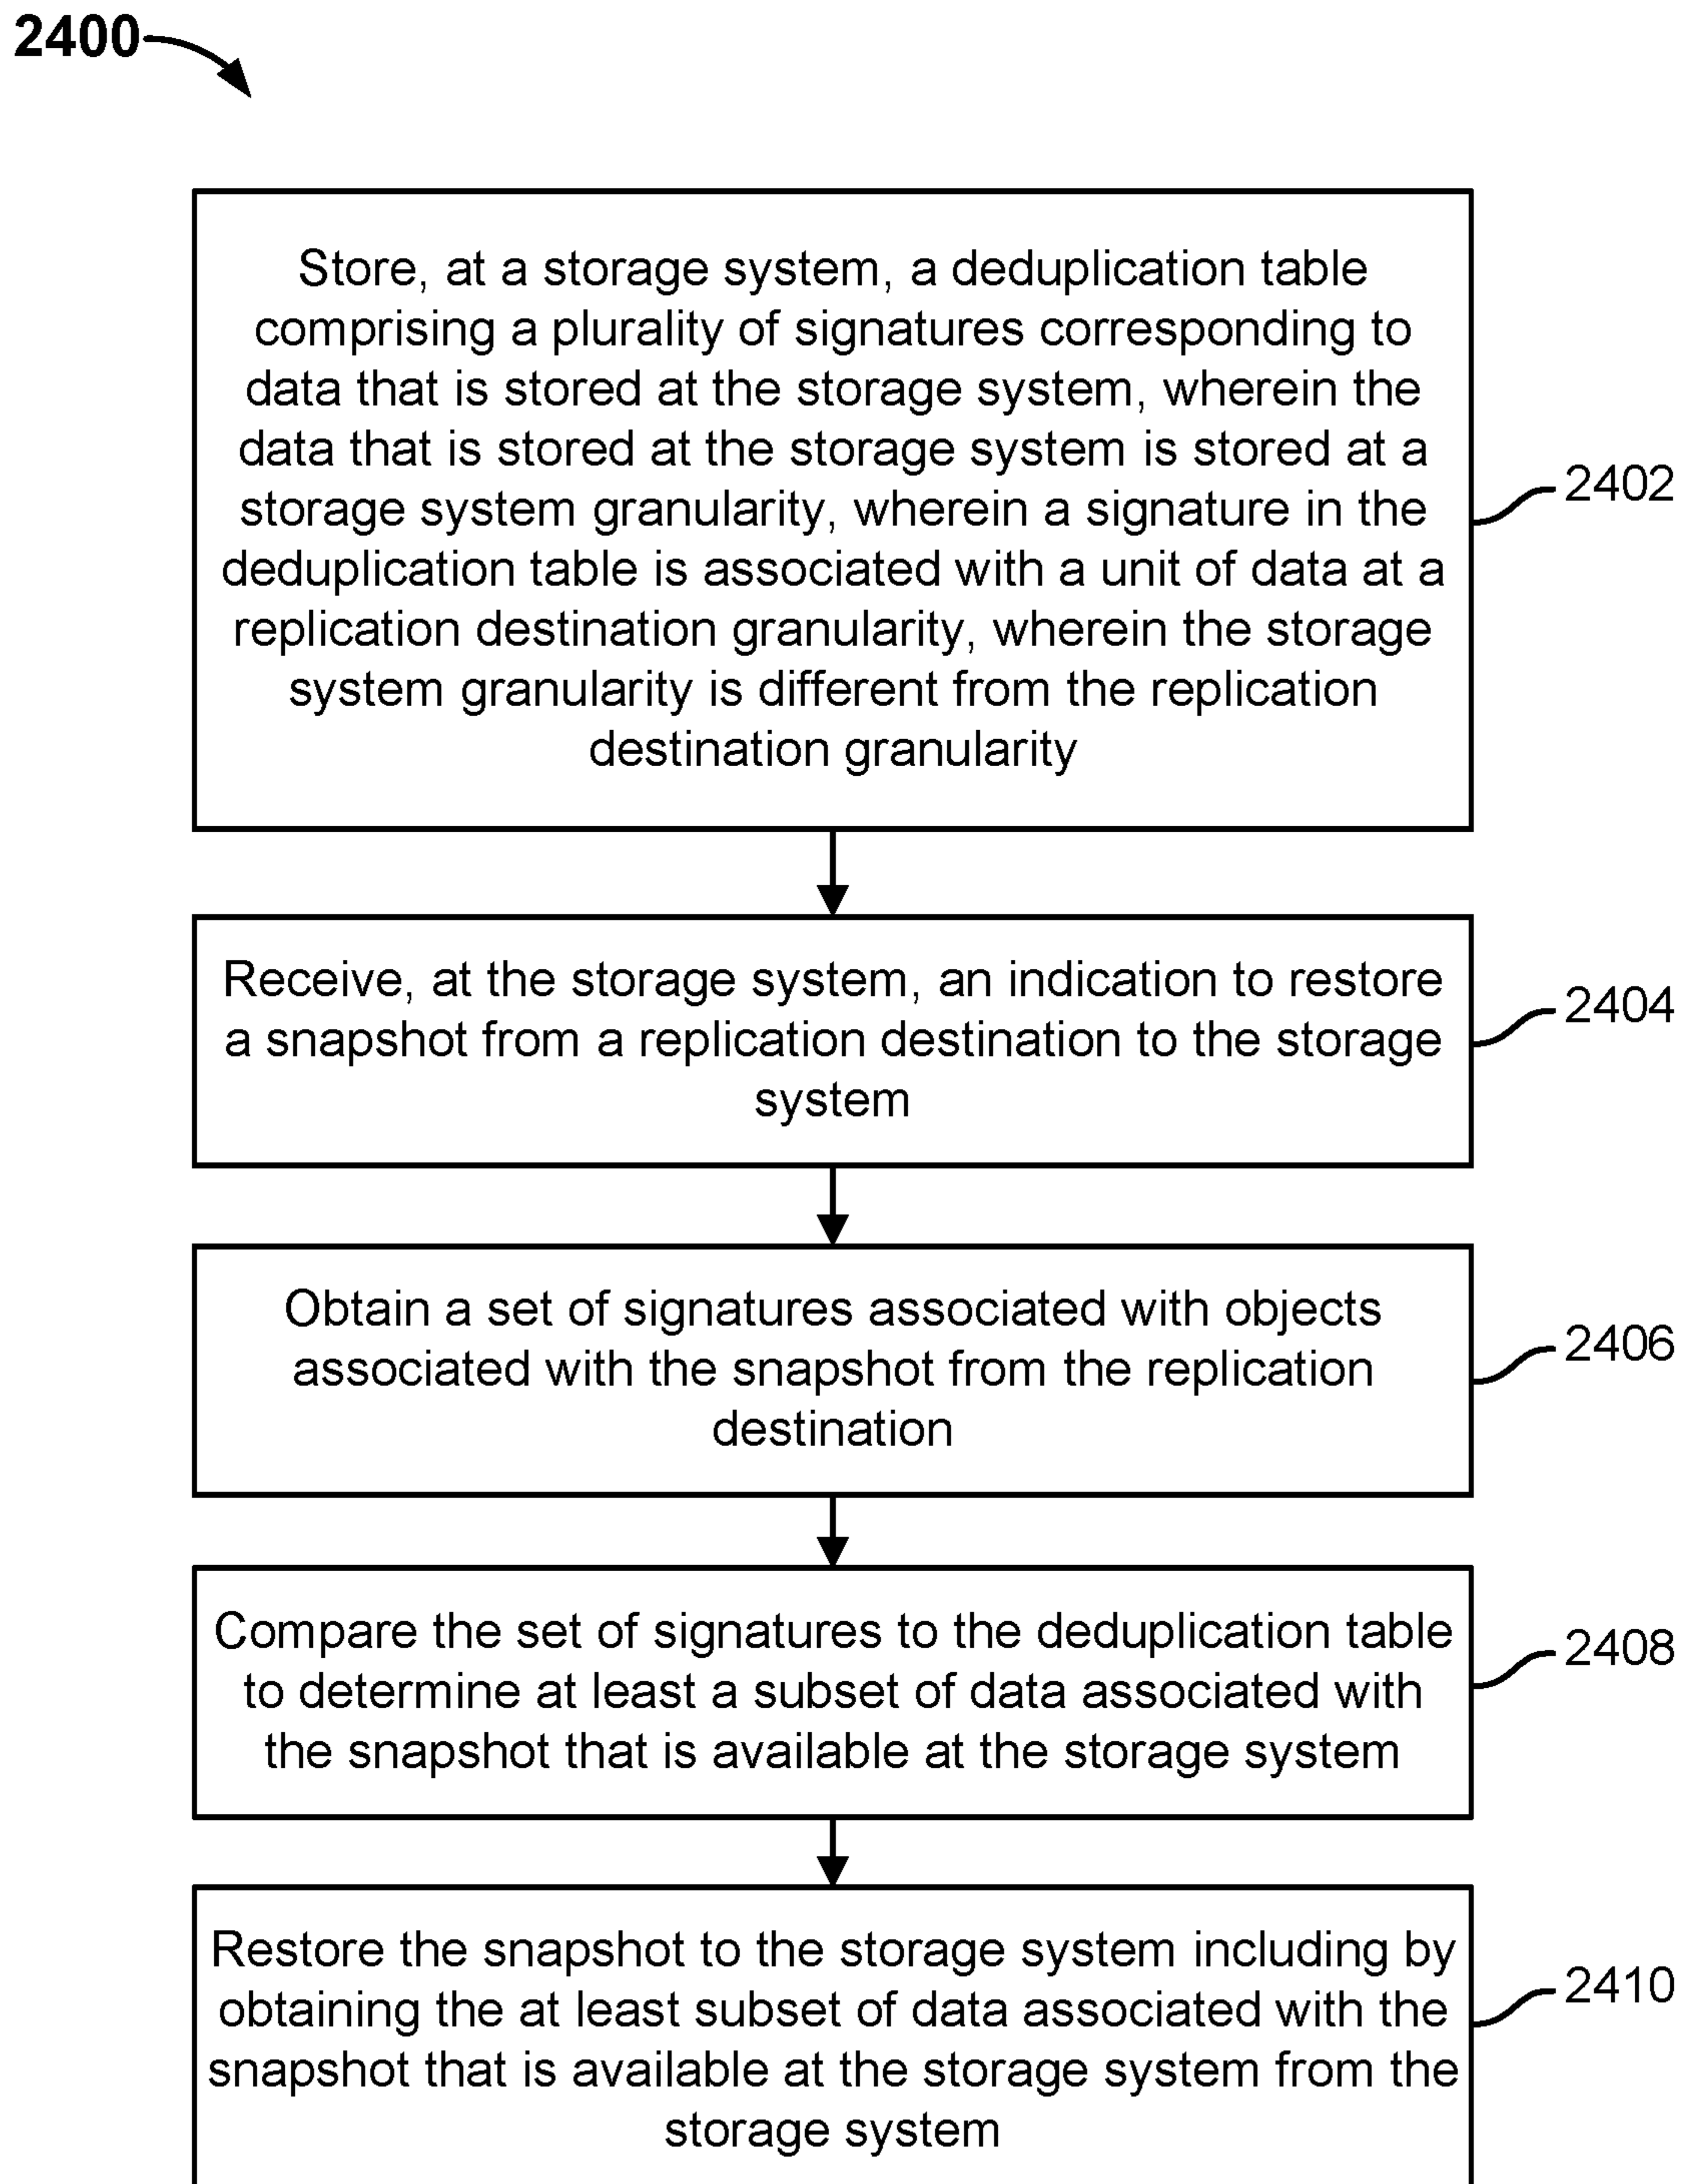 2400
Store, at a storage system, a deduplication table
comprising a plurality of signatures corresponding to
data that is stored at the storage system, wherein the
data that is stored at the storage system is stored at a
storage system granularity, wherein a signature in the
deduplication table is associated with a unit of data at a
replication destination granularity, wherein the storage
system granularity is different from the replication
destination granularity
2402
Receive, at the storage system, an indication to restore
a snapshot from a replication destination to the storage
system
2404
Obtain a set of signatures associated with objects
associated with the snapshot from the replication
destination
2406
Compare the set of signatures to the deduplication table
to determine at least a subset of data associated with
the snapshot that is available at the storage system
2408
Restore the snapshot to the storage system including by
obtaining the at least subset of data associated with the
snapshot that is available at the storage system from the
storage system
2410